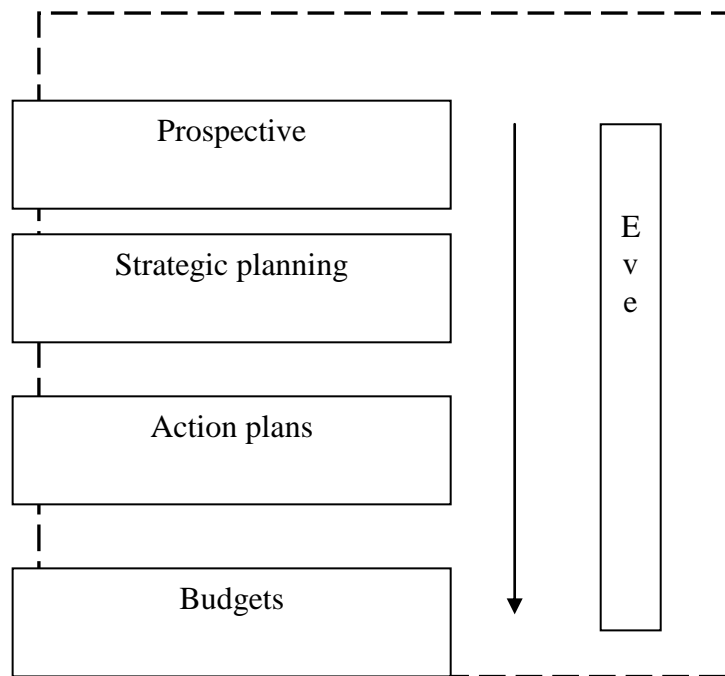 Prospective
Strategic planning
Action plans
Budgets
E
v
e